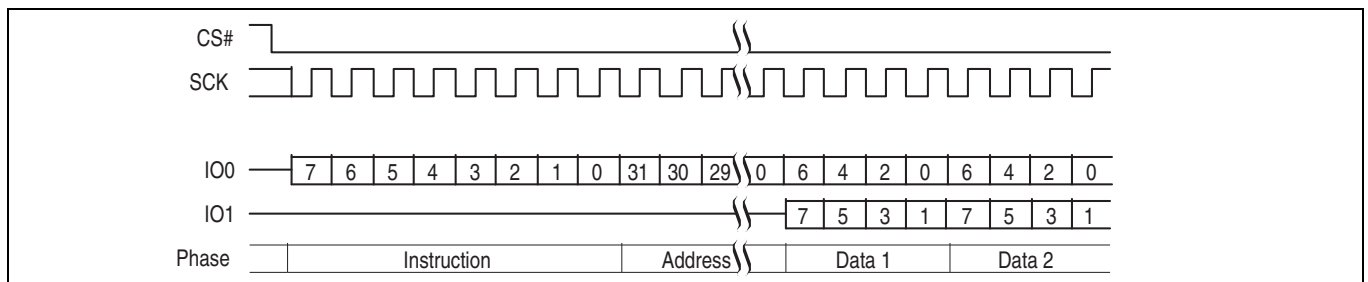 CS#
SCK
IO0 7 6 5 4 3 2 1 0 31 30 29 0 6 4 2 0 6 4 2 0
IO1 7 5 3 1 7 5 3 1
Phase Instruction Address Data 1 Data 2